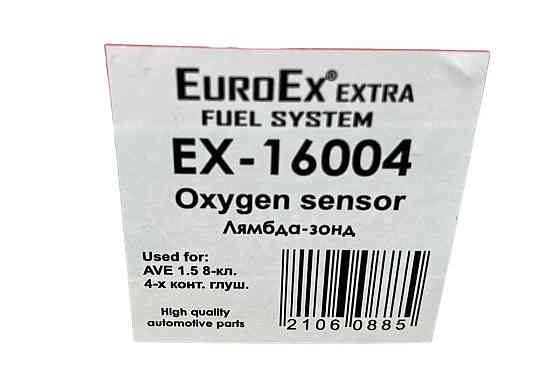 EUROEX® EXTRA
FUEL SYSTEM
EX-16004
Oxygen sensor
Лямбда-зонд
Used for:
AVE 1.5 8-кл.
4-х конт. глуш.
High quality
automotive parts
2106 0885